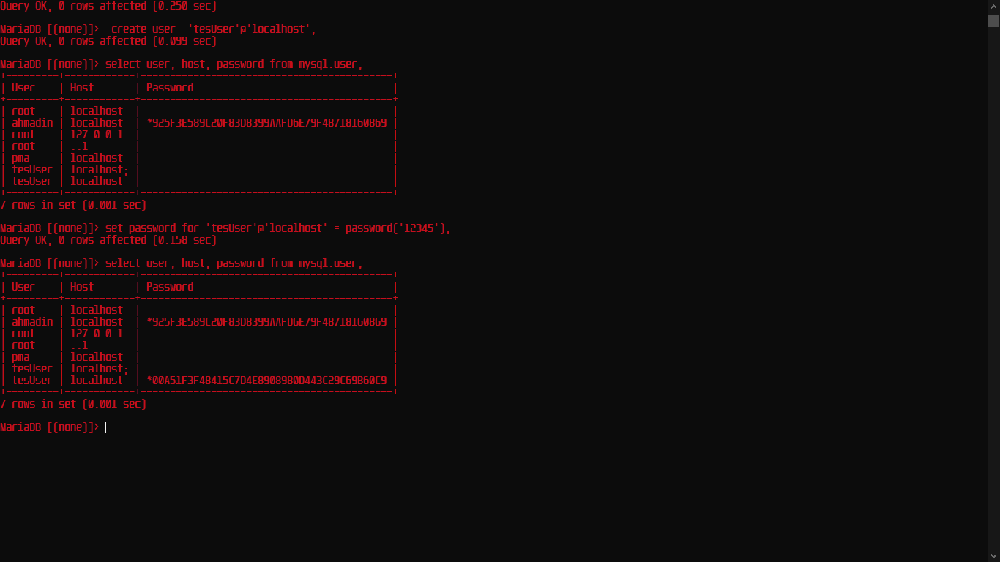 Query OK, 0 rows affected (0.250 sec)
MariaDB [(none)]>  create user  'tesUser'@'localhost';
Query OK, 0 rows affected (0.099 sec)
MariaDB [(none)]> select user, host, password from mysql.user;
+---------+------------+-------------------------------------------+
| User    | Host       | Password                                  |
+---------+------------+-------------------------------------------+
| root    | localhost  |                                           |
| ahmadin | localhost  | *925F3E589C20F83D8399AAFD6E79F48718160869 |
| root    | 127.0.0.1  |                                           |
| root    | ::1        |                                           |
| pma     | localhost  |                                           |
| tesUser | localhost; |                                           |
| tesUser | localhost  |                                           |
+---------+------------+-------------------------------------------+
7 rows in set (0.001 sec)
MariaDB [(none)]> set password for 'tesUser'@'localhost' = password('12345');
Query OK, 0 rows affected (0.158 sec)
MariaDB [(none)]> select user, host, password from mysql.user;
+---------+------------+-------------------------------------------+
| User    | Host       | Password                                  |
+---------+------------+-------------------------------------------+
| root    | localhost  |                                           |
| ahmadin | localhost  | *925F3E589C20F83D8399AAFD6E79F48718160869 |
| root    | 127.0.0.1  |                                           |
| root    | ::1        |                                           |
| pma     | localhost  |                                           |
| tesUser | localhost; |                                           |
| tesUser | localhost  | *00A51F3F48415C7D4E8908980D443C29C69B60C9 |
+---------+------------+-------------------------------------------+
7 rows in set (0.001 sec)
MariaDB [(none)]>